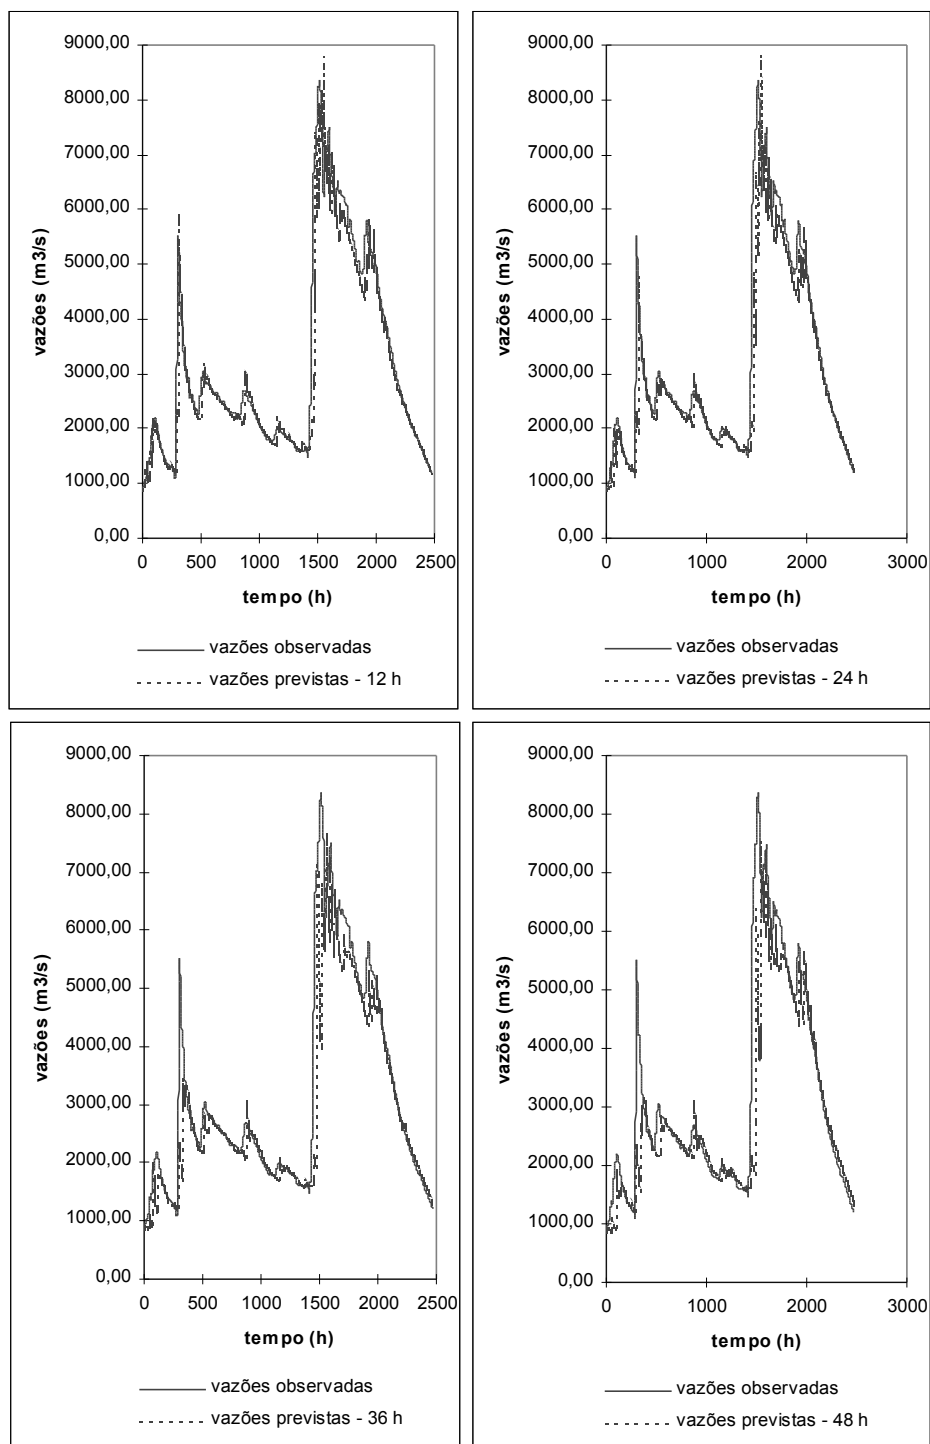 9000,00
8000,00
7000,00
6000,00
5000,00
4000,00
3000,00
2000,00
1000,00
0,00
vazões (m3/s)
0 500 1000 1500 2000 2500
tempo (h)
vazões observadas
vazões previstas - 12 h
9000,00
8000,00
7000,00
6000,00
5000,00
4000,00
3000,00
2000,00
1000,00
0,00
vazões (m3/s)
0 1000 2000 3000
tempo (h)
vazões observadas
vazões previstas - 24 h
9000,00
8000,00
7000,00
6000,00
5000,00
4000,00
3000,00
2000,00
1000,00
0,00
vazões (m3/s)
0 500 1000 1500 2000 2500
tempo (h)
vazões observadas
vazões previstas - 36 h
9000,00
8000,00
7000,00
6000,00
5000,00
4000,00
3000,00
2000,00
1000,00
0,00
vazões (m3/s)
0 1000 2000 3000
tempo (h)
vazões observadas
vazões previstas - 48 h